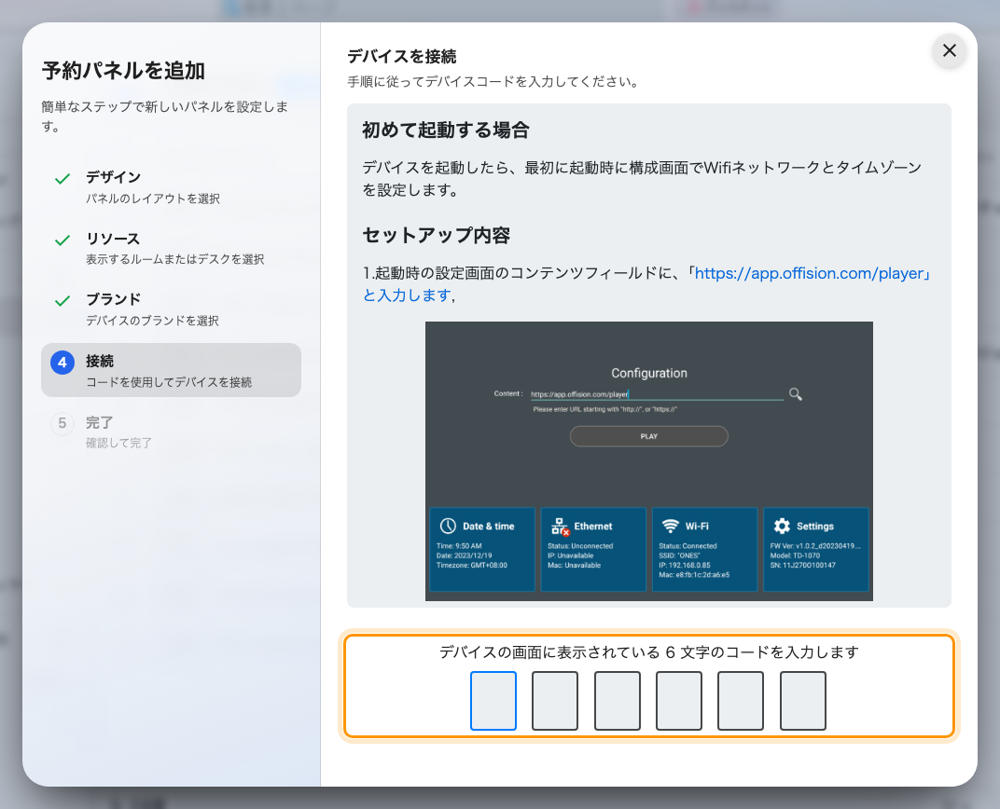 予約パネルを追加
簡単なステップで新しいパネルを設定しま
す。
デザイン
パネルのレイアウトを選択
リソース
表示するルームまたはデスクを選択
ブランド
デバイスのブランドを選択
4
接続
コードを使用してデバイスを接続
5
完了
確認して完了
デバイスを接続
手順に従ってデバイスコードを入力してください。
初めて起動する場合
デバイスを起動したら、最初に起動時に構成画面でWifiネットワークとタイムゾーン
を設定します。
セットアップ内容
1.起動時の設定画面のコンテンツフィールドに、「https://app.offision.com/player」
と入力します,
Configuration
Content : https://app.offision.com/player
Please enter URL starting with "http://", or "https://"
PLAY
Date & time
Time: 9:50 AM
Date: 2023/12/19
Timezone: GMT+08:00
Ethernet
Status: Unconnected
IP: Unavailable
Mac: Unavailable
Wi-Fi
Status: Connected
SSID: "ONES"
IP: 192.168.0.85
Mac: e8:fb:1c:2d:a6:e5
Settings
FW Ver: v1.0.2_d20230419...
Model: TD-1070
SN: 11J270O100147
デバイスの画面に表示されている 6 文字のコードを入力します